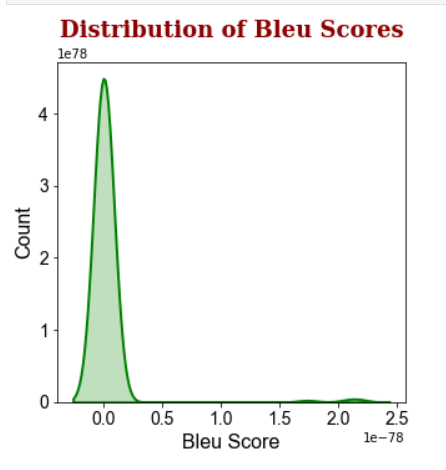 Distribution of Bleu Scores
1e78
4
3
2
1
0
Count
0.0 0.5 1.0 1.5 2.0 2.5
Bleu Score
1e−78